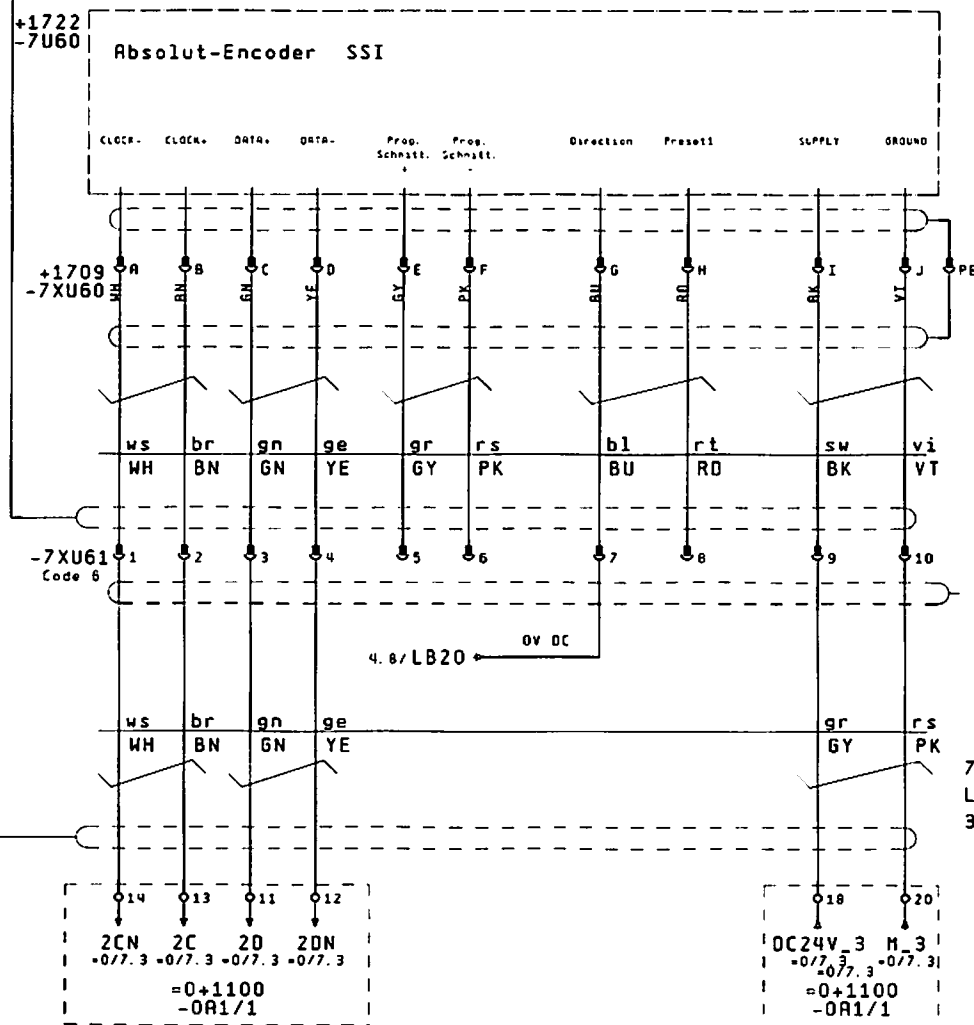 +1722
-7U60
Absolut-Encoder SSI
CLOCK- CLOCK+ DATA+ DATA- Prog. Schnitt. + Prog. Schnitt. - Direction Preset1 SUPPLY GROUND
+1709
-7XU60
A B C D E F G H I J PE
WH BN GN YE GY PK BU RD BK VT
ws br gn ge gr rs bl rt sw vi
WH BN GN YE GY PK BU RD BK VT
-7XU61
Code 6
1 2 3 4 5 6 7 8 9 10
4.8/LB20
0V DC
ws br gn ge gr rs
WH BN GN YE GY PK
7
L
3
14 13 11 12 18 20
2CN 2C 2D 2DN DC24V_3 M_3
=0/7.3 =0/7.3 =0/7.3 =0/7.3 =0/7.3 =0/7.3
=0/7.3
=0+1100 =0+1100
-0A1/1 -0A1/1